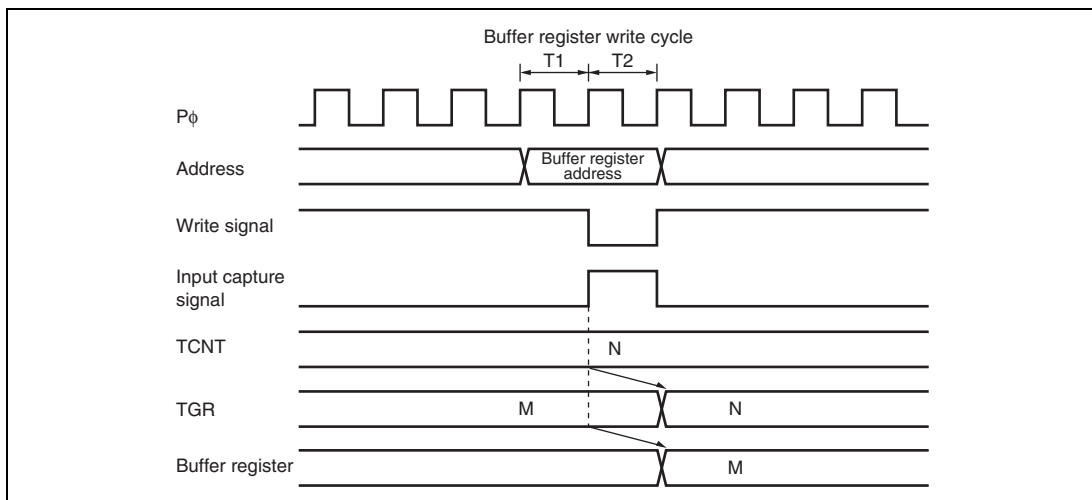 Buffer register write cycle
T1 T2
Pϕ
Address
Buffer register
address
Write signal
Input capture
signal
TCNT
N
TGR
M
N
Buffer register
M